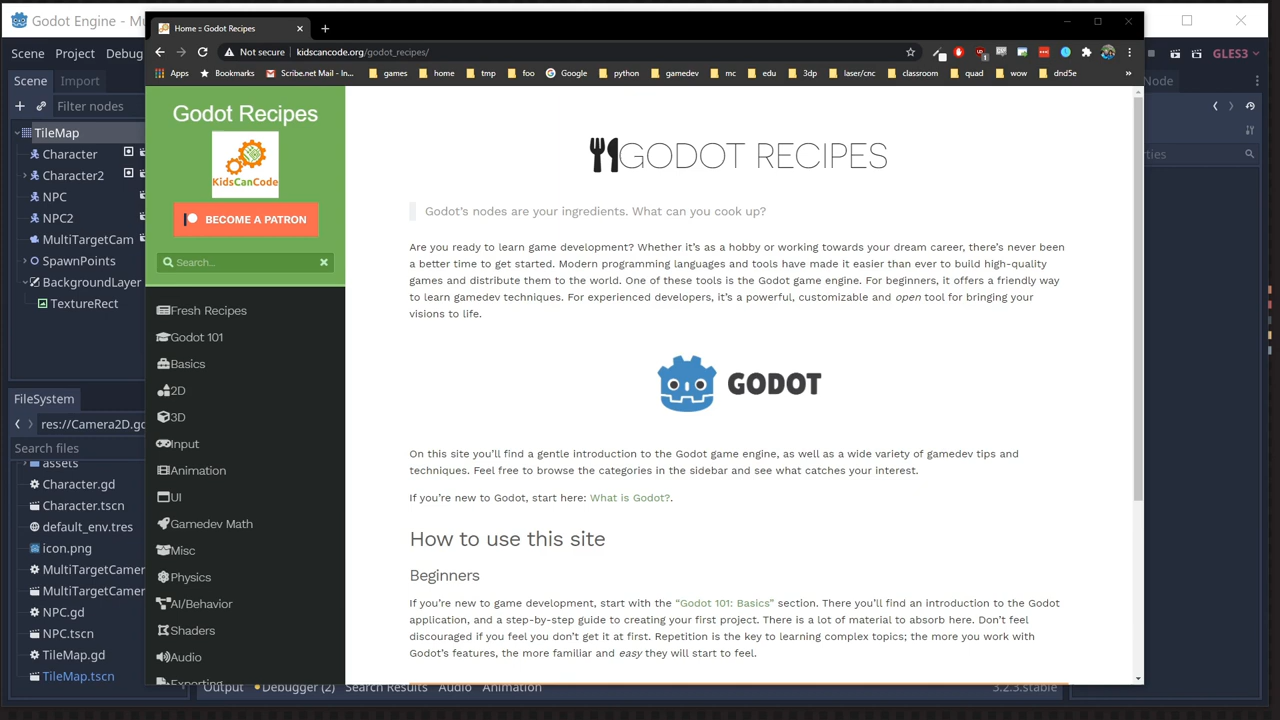 Godot Engine - Mu
Scene Project Debug
GLES3
Scene Import
Filter nodes
TileMap
Character
Character2
NPC
NPC2
MultiTargetCam
SpawnPoints
BackgroundLayer
TextureRect
FileSystem
res://Camera2D.gd
Search files
assets
Character.gd
Character.tscn
default_env.tres
icon.png
MultiTargetCamer
MultiTargetCamer
NPC.gd
NPC.tscn
TileMap.gd
TileMap.tscn
Home :: Godot Recipes
Not secure kidscancode.org/godot_recipes/
Apps Bookmarks Scribe.net Mail - In... games home tmp foo Google python gamedev mc edu 3dp laser/cnc classroom quad wow dnd5e »
Godot Recipes
KidsCanCode
BECOME A PATRON
Search...
Fresh Recipes
Godot 101
Basics
2D
3D
Input
Animation
UI
Gamedev Math
Misc
Physics
AI/Behavior
Shaders
Audio
Exporting
GODOT RECIPES
Godot's nodes are your ingredients. What can you cook up?
Are you ready to learn game development? Whether it's as a hobby or working towards your dream career, there's never been
a better time to get started. Modern programming languages and tools have made it easier than ever to build high-quality
games and distribute them to the world. One of these tools is the Godot game engine. For beginners, it offers a friendly way
to learn gamedev techniques. For experienced developers, it's a powerful, customizable and open tool for bringing your
visions to life.
GODOT
On this site you'll find a gentle introduction to the Godot game engine, as well as a wide variety of gamedev tips and
techniques. Feel free to browse the categories in the sidebar and see what catches your interest.
If you're new to Godot, start here: What is Godot?.
How to use this site
Beginners
If you're new to game development, start with the "Godot 101: Basics" section. There you'll find an introduction to the Godot
application, and a step-by-step guide to creating your first project. There is a lot of material to absorb here. Don't feel
discouraged if you feel you don't get it at first. Repetition is the key to learning complex topics; the more you work with
Godot's features, the more familiar and easy they will start to feel.
Node
rties
Output Debugger (2) Search Results Audio Animation 3.2.3.stable